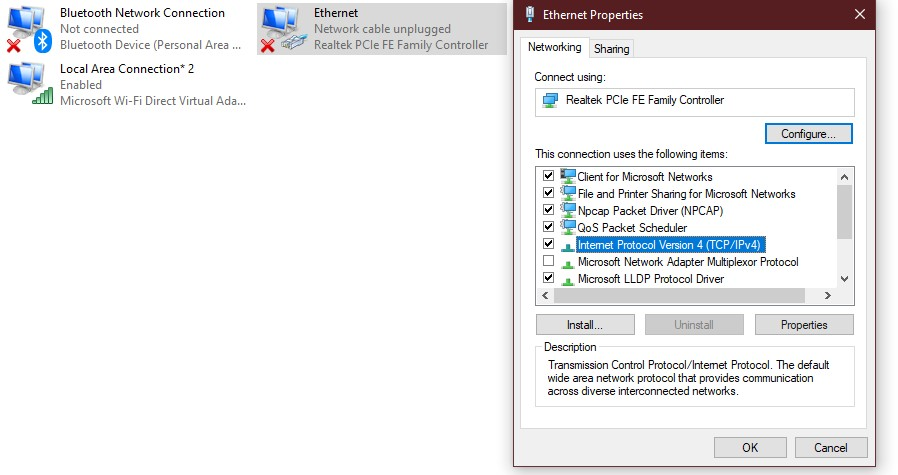 Bluetooth Network Connection
Not connected
Bluetooth Device (Personal Area ...
Ethernet
Network cable unplugged
Realtek PCIe FE Family Controller
Local Area Connection* 2
Enabled
Microsoft Wi-Fi Direct Virtual Ada...
Ethernet Properties
Networking
Sharing
Connect using:
Realtek PCIe FE Family Controller
Configure...
This connection uses the following items:
Client for Microsoft Networks
File and Printer Sharing for Microsoft Networks
Npcap Packet Driver (NPCAP)
QoS Packet Scheduler
Internet Protocol Version 4 (TCP/IPv4)
Microsoft Network Adapter Multiplexor Protocol
Microsoft LLDP Protocol Driver
Install...
Uninstall
Properties
Description
Transmission Control Protocol/Internet Protocol. The default
wide area network protocol that provides communication
across diverse interconnected networks.
OK
Cancel